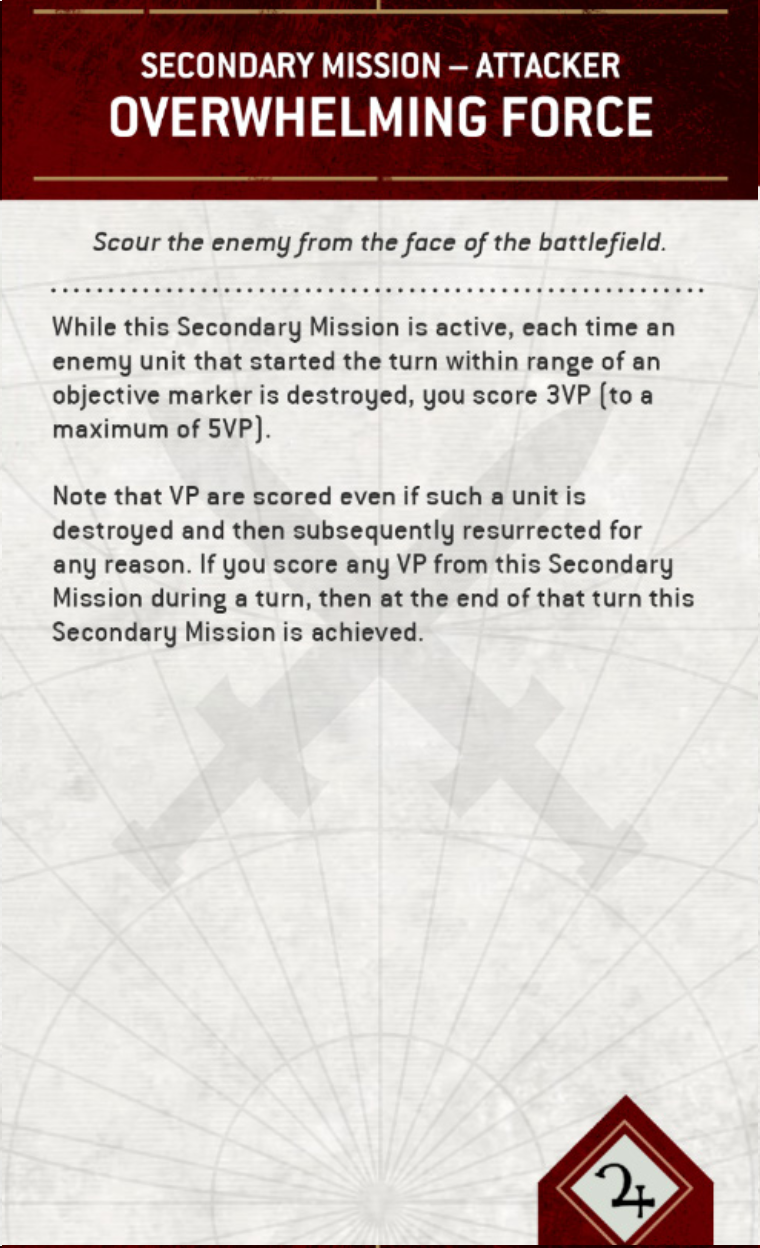 SECONDARY MISSION – ATTACKER
OVERWHELMING FORCE
Scour the enemy from the face of the battlefield.
While this Secondary Mission is active, each time an
enemy unit that started the turn within range of an
objective marker is destroyed, you score 3VP (to a
maximum of 5VP).
Note that VP are scored even if such a unit is
destroyed and then subsequently resurrected for
any reason. If you score any VP from this Secondary
Mission during a turn, then at the end of that turn this
Secondary Mission is achieved.